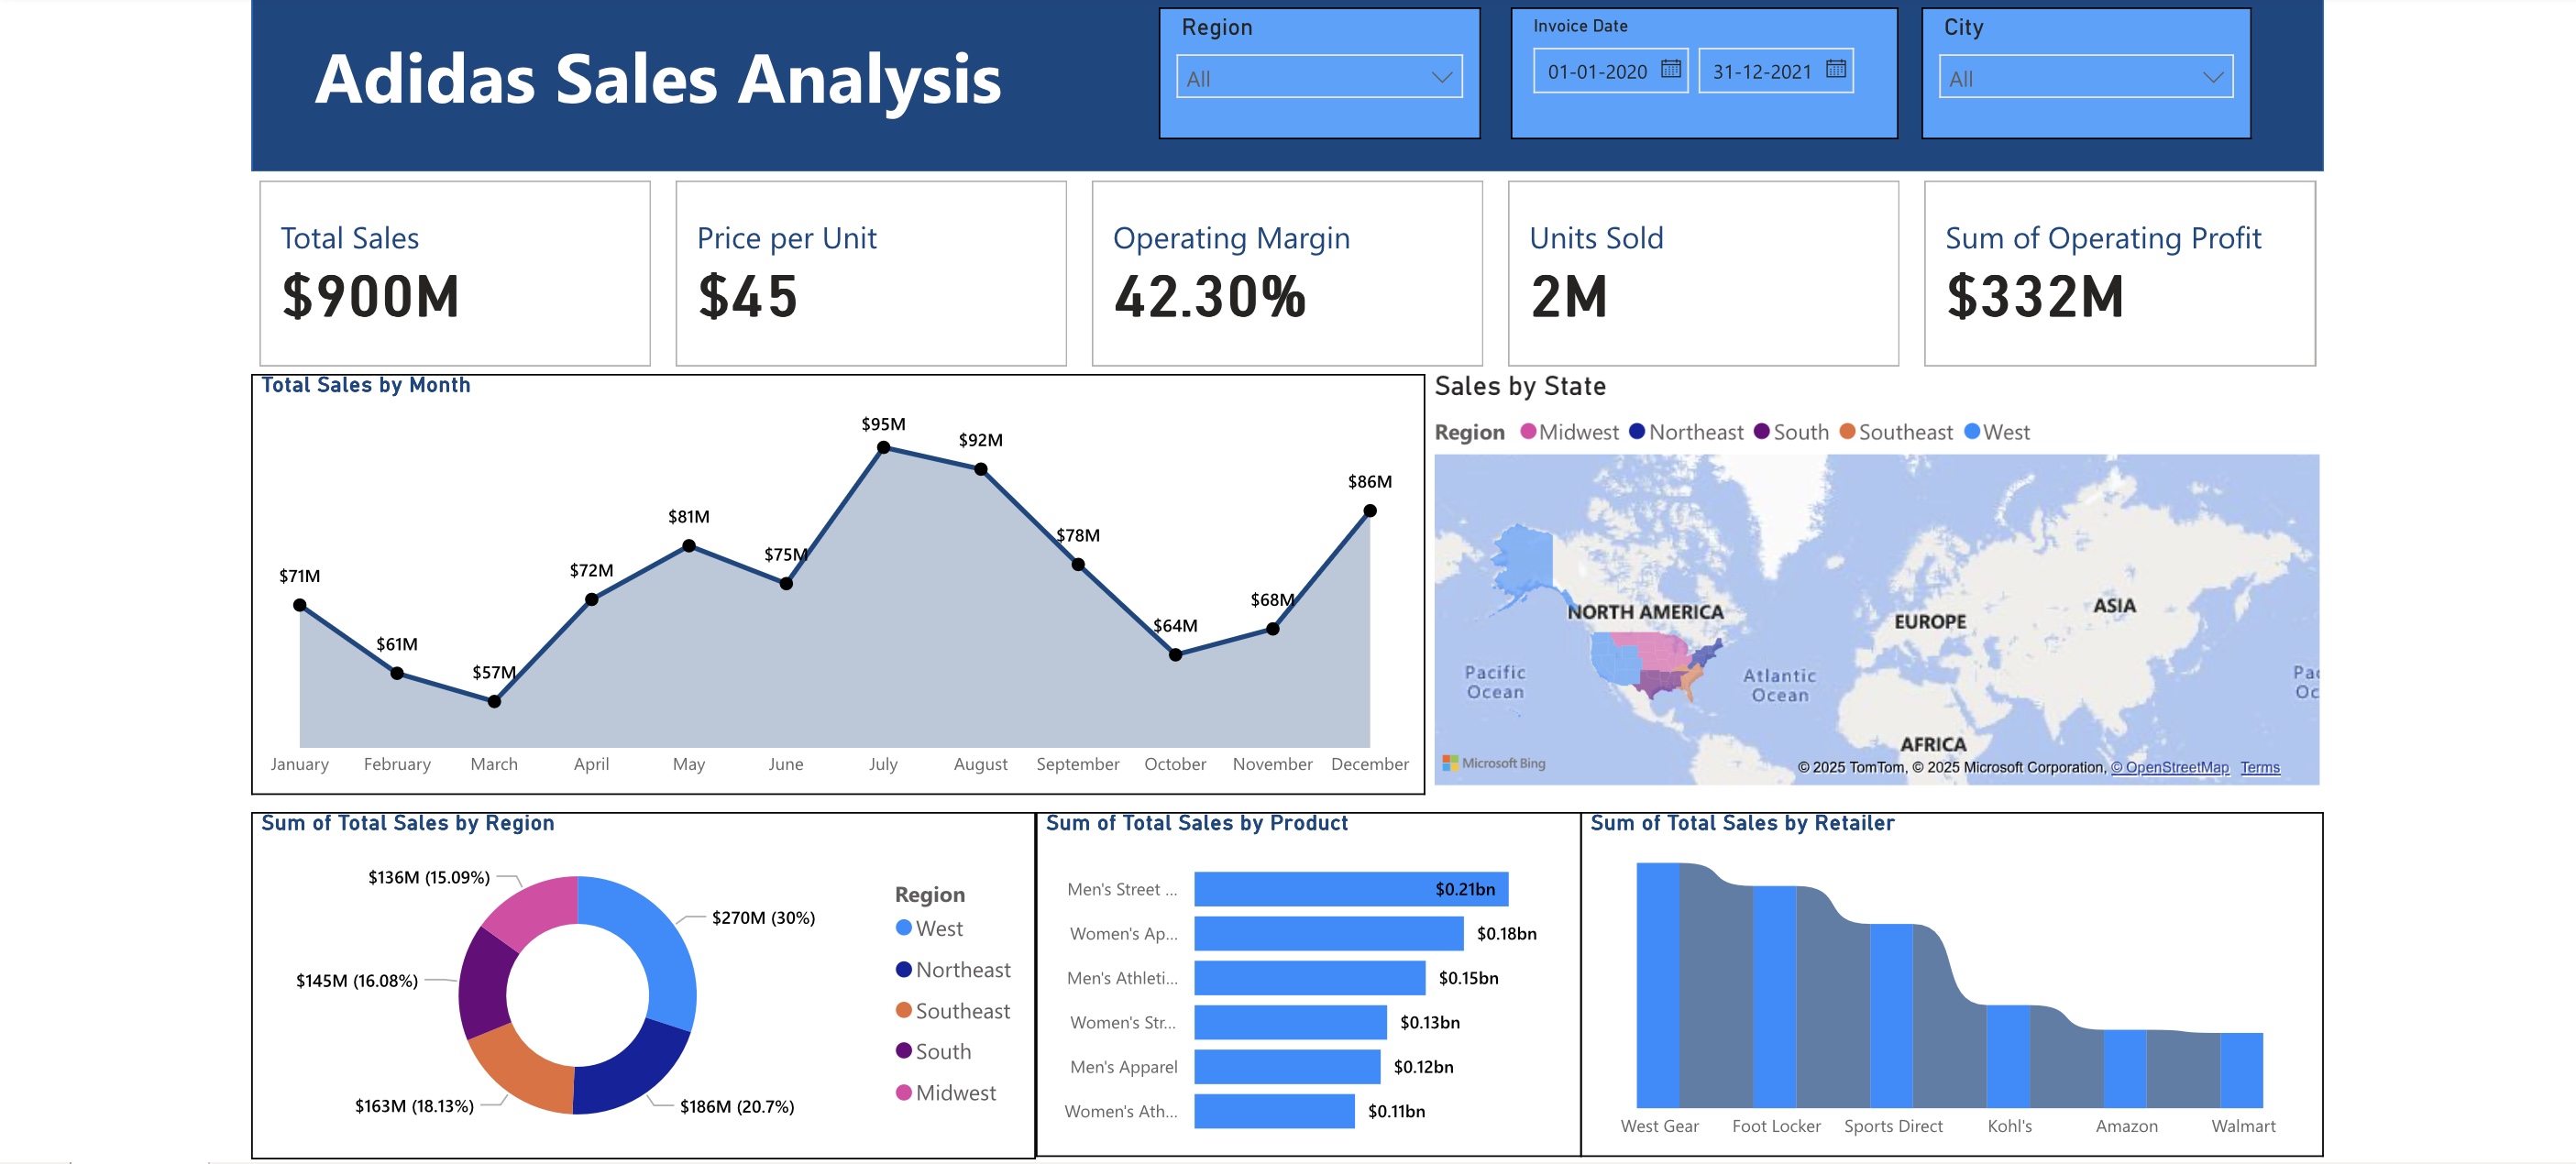 Adidas Sales Analysis
Region
All
Invoice Date
01-01-2020
31-12-2021
City
All
Total Sales
$900M
Price per Unit
$45
Operating Margin
42.30%
Units Sold
2M
Sum of Operating Profit
$332M
Total Sales by Month
$71M
$61M
$57M
$72M
$81M
$75M
$95M
$92M
$78M
$64M
$68M
$86M
January February March April May June July August September October November December
Sales by State
Region Midwest Northeast South Southeast West
NORTH AMERICA
EUROPE
ASIA
AFRICA
Pacific
Ocean
Atlantic
Ocean
Pac
Oc
Microsoft Bing
© 2025 TomTom, © 2025 Microsoft Corporation, © OpenStreetMap Terms
Sum of Total Sales by Region
$136M (15.09%)
$270M (30%)
$145M (16.08%)
$163M (18.13%)
$186M (20.7%)
Region
West
Northeast
Southeast
South
Midwest
Sum of Total Sales by Product
Men's Street ... $0.21bn
Women's Ap... $0.18bn
Men's Athleti... $0.15bn
Women's Str... $0.13bn
Men's Apparel $0.12bn
Women's Ath... $0.11bn
Sum of Total Sales by Retailer
West Gear Foot Locker Sports Direct Kohl's Amazon Walmart